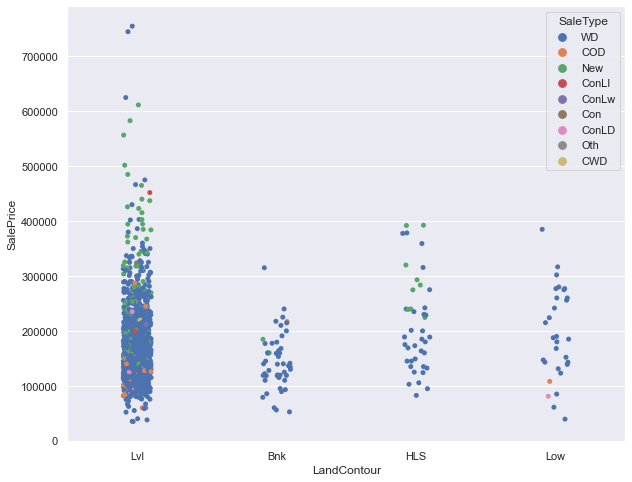 SaleType
WD
COD
New
ConLI
ConLw
Con
ConLD
Oth
CWD
700000
600000
500000
400000
300000
200000
100000
0
SalePrice
Lvl
Bnk
HLS
Low
LandContour